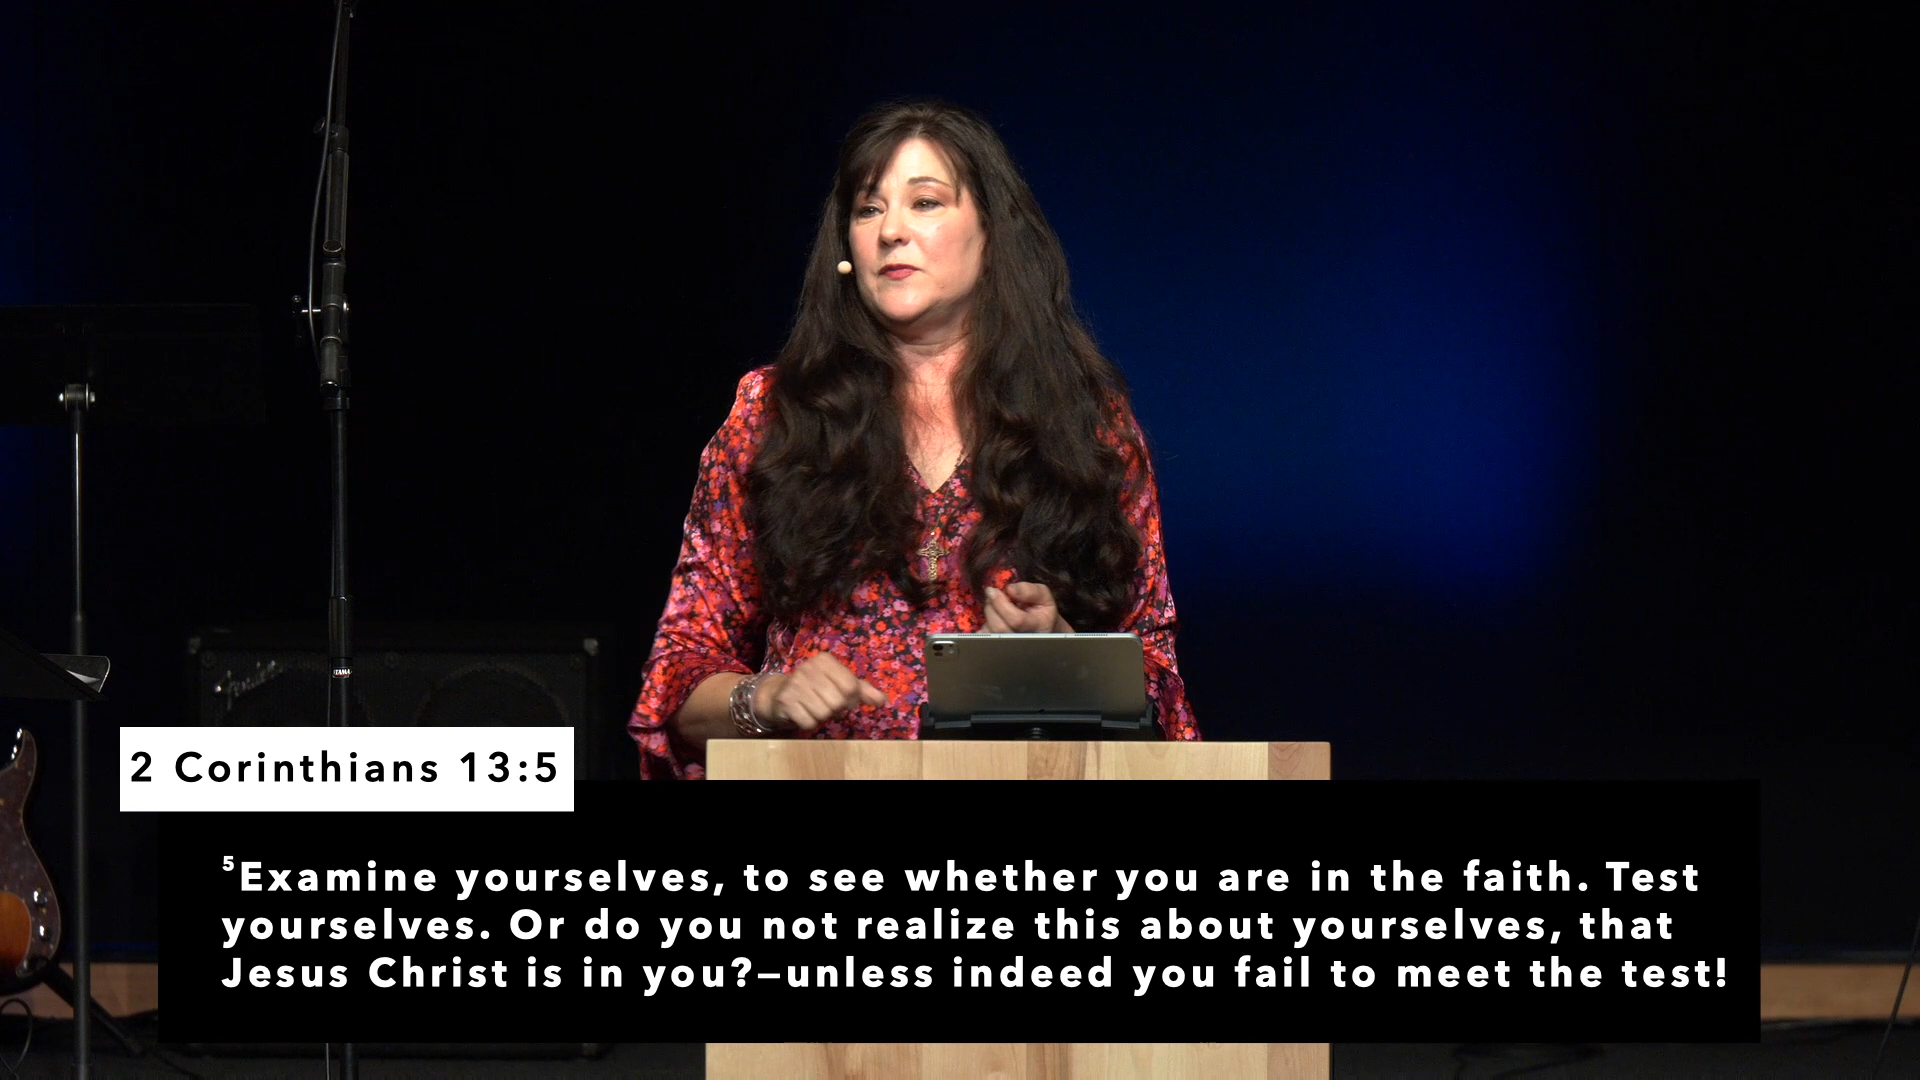 Fender
TAMA
2 Corinthians 13:5
⁵Examine yourselves, to see whether you are in the faith. Test
yourselves. Or do you not realize this about yourselves, that
Jesus Christ is in you?—unless indeed you fail to meet the test!